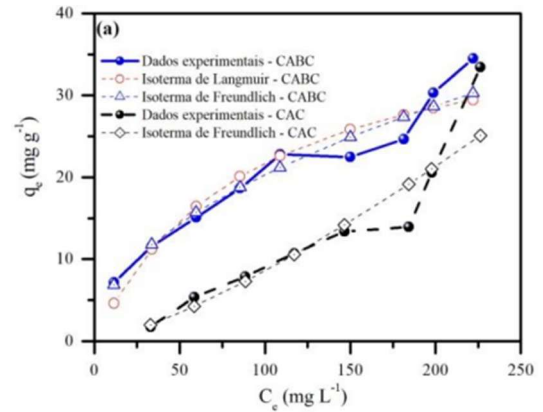 (a)
Dados experimentais - CABC
Isoterma de Langmuir - CABC
Isoterma de Freundlich - CABC
Dados experimentais - CAC
Isoterma de Freundlich - CAC
40
30
20
10
0
qe (mg g-1)
0 50 100 150 200 250
Ce (mg L-1)